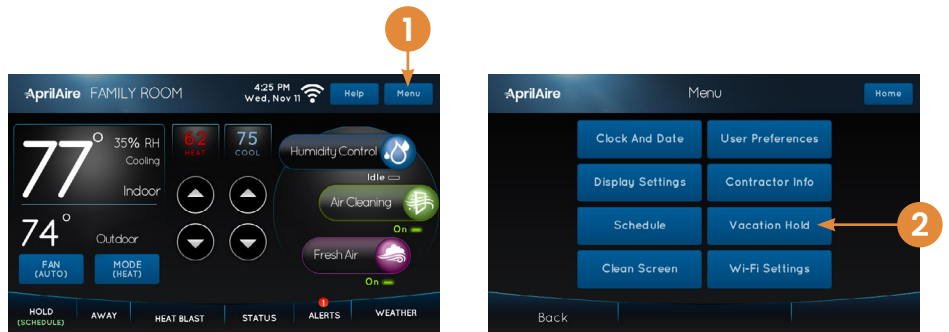 1
AprilAire FAMILY ROOM
4:25 PM
Wed, Nov 11
Help
Menu
77°
35% RH
Cooling
Indoor
62
HEAT
75
COOL
Humidity Control
Idle
Air Cleaning
On
Fresh Air
On
74°
Outdoor
FAN
(AUTO)
MODE
(HEAT)
HOLD
(SCHEDULE)
AWAY
HEAT BLAST
STATUS
1
ALERTS
WEATHER
AprilAire
Menu
Home
Clock And Date
User Preferences
Display Settings
Contractor Info
Schedule
Vacation Hold
2
Clean Screen
Wi-Fi Settings
Back